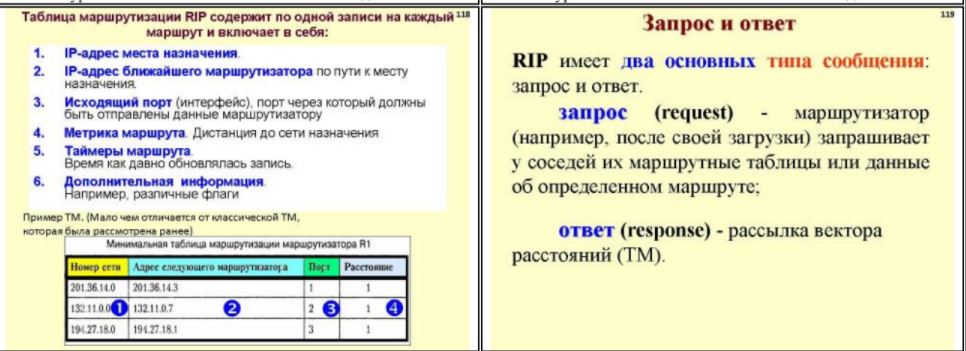 Таблица маршрутизации RIP содержит по одной записи на каждый 118
маршрут и включает в себя:
1. IP-адрес места назначения.
2. IP-адрес ближайшего маршрутизатора по пути к месту
назначения.
3. Исходящий порт (интерфейс), порт через который должны
быть отправлены данные маршрутизатору
4. Метрика маршрута. Дистанция до сети назначения
5. Таймеры маршрута.
Время как давно обновлялась запись.
6. Дополнительная информация.
Например, различные флаги
Пример ТМ. (Мало чем отличается от классической ТМ,
которая была рассмотрена ранее)
Минимальная таблица маршрутизации маршрутизатора R1
Номер сети Адрес следующего маршрутизатора Порт Расстояние
201.36.14.0 201.36.14.3 1 1
132.11.0.0 1 132.11.0.7 2 2 3 1 4
194.27.18.0 194.27.18.1 3 1
119
Запрос и ответ
RIP имеет два основных типа сообщения:
запрос и ответ.
запрос (request) - маршрутизатор
(например, после своей загрузки) запрашивает
у соседей их маршрутные таблицы или данные
об определенном маршруте;
ответ (response) - рассылка вектора
расстояний (ТМ).